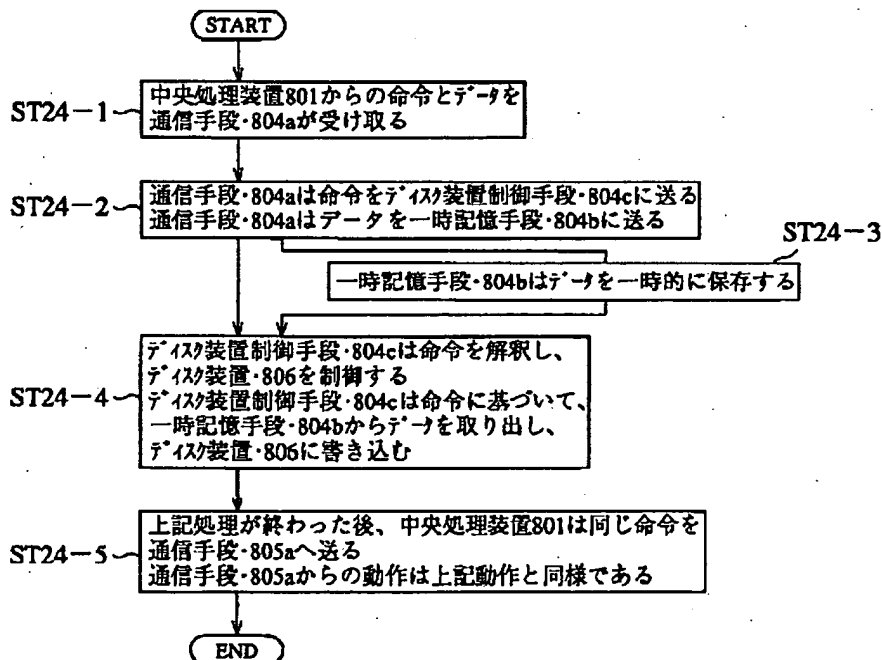 START
ST24-1
中央処理装置801からの命令とデータを
通信手段・804aが受け取る
ST24-2
通信手段・804aは命令をディスク装置制御手段・804cに送る
通信手段・804aはデータを一時記憶手段・804bに送る
ST24-3
一時記憶手段・804bはデータを一時的に保存する
ST24-4
ディスク装置制御手段・804cは命令を解釈し、
ディスク装置・806を制御する
ディスク装置制御手段・804cは命令に基づいて、
一時記憶手段・804bからデータを取り出し、
ディスク装置・806に書き込む
ST24-5
上記処理が終わった後、中央処理装置801は同じ命令を
通信手段・805aへ送る
通信手段・805aからの動作は上記動作と同様である
END